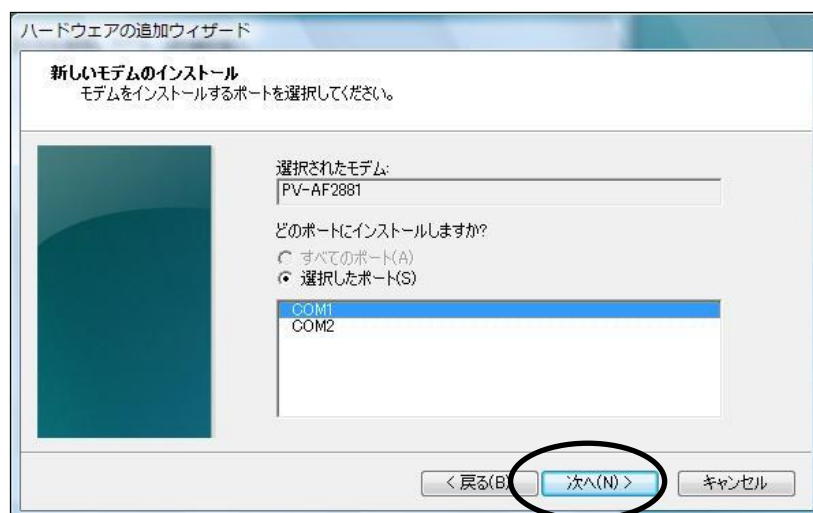 ハードウェアの追加ウィザード
新しいモデムのインストール
モデムをインストールするポートを選択してください。
選択されたモデム:
PV-AF2881
どのポートにインストールしますか?
すべてのポート(A)
選択したポート(S)
COM1
COM2
< 戻る(B) 次へ(N) > キャンセル